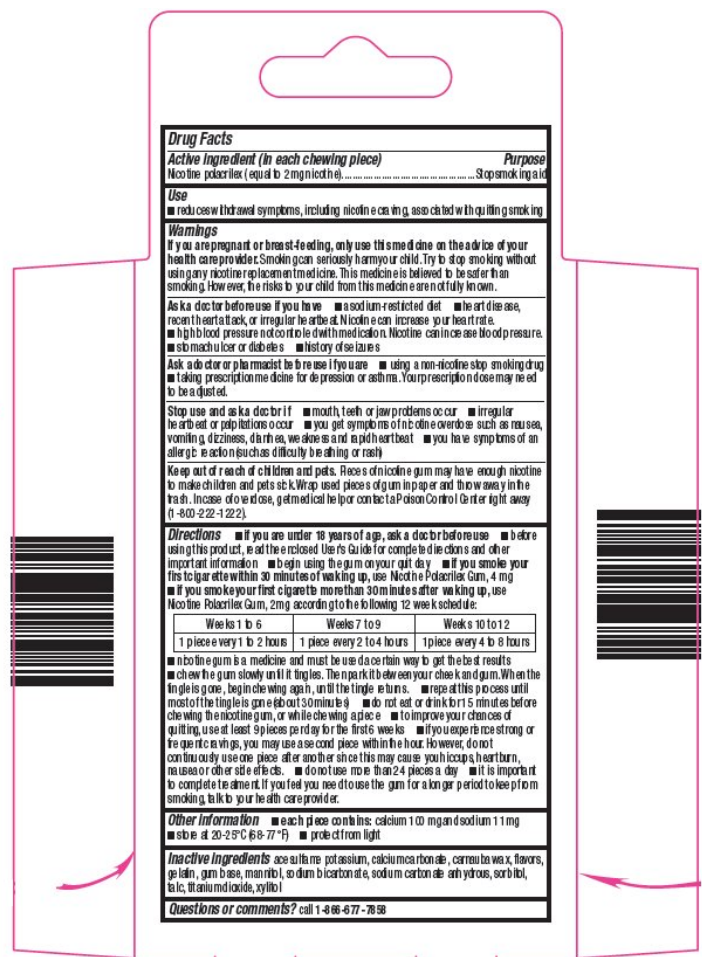 Drug Facts
Active Ingredient (in each chewing piece) Purpose
Nicotine polacrilex (equal to 2 mg nicotine)................................................Stop smoking aid
Use
■ reduces withdrawal symptoms, including nicotine craving, associated with quitting smoking
Warnings
If you are pregnant or breast-feeding, only use this medicine on the advice of your
health care provider. Smoking can seriously harm your child. Try to stop smoking without
using any nicotine replacement medicine. This medicine is believed to be safer than
smoking. However, the risks to your child from this medicine are not fully known.
Ask a doctor before use if you have ■ a sodium-restricted diet ■ heart disease,
recent heart attack, or irregular heartbeat. Nicotine can increase your heart rate.
■ high blood pressure not controlled with medication. Nicotine can increase blood pressure.
■ stomach ulcer or diabetes ■ history of seizures
Ask a doctor or pharmacist before use if you are ■ using a non-nicotine stop smoking drug
■ taking prescription medicine for depression or asthma. Your prescription dose may need
to be adjusted.
Stop use and ask a doctor if ■ mouth, teeth or jaw problems occur ■ irregular
heartbeat or palpitations occur ■ you get symptoms of nicotine overdose such as nausea,
vomiting, dizziness, diarrhea, weakness and rapid heartbeat ■ you have symptoms of an
allergic reaction (such as difficulty breathing or rash)
Keep out of reach of children and pets. Pieces of nicotine gum may have enough nicotine
to make children and pets sick. Wrap used pieces of gum in paper and throw away in the
trash. In case of overdose, get medical help or contact a Poison Control Center right away
(1-800-222-1222).
Directions ■ if you are under 18 years of age, ask a doctor before use ■ before
using this product, read the enclosed User's Guide for complete directions and other
important information ■ begin using the gum on your quit day ■ if you smoke your
first cigarette within 30 minutes of waking up, use Nicotine Polacrilex Gum, 4 mg
■ if you smoke your first cigarette more than 30 minutes after waking up, use
Nicotine Polacrilex Gum, 2 mg according to the following 12 week schedule:
Weeks 1 to 6 Weeks 7 to 9 Weeks 10 to 12
1 piece every 1 to 2 hours 1 piece every 2 to 4 hours 1 piece every 4 to 8 hours
■ nicotine gum is a medicine and must be used a certain way to get the best results
■ chew the gum slowly until it tingles. Then park it between your cheek and gum. When the
tingle is gone, begin chewing again, until the tingle returns. ■ repeat this process until
most of the tingle is gone (about 30 minutes) ■ do not eat or drink for 15 minutes before
chewing the nicotine gum, or while chewing a piece ■ to improve your chances of
quitting, use at least 9 pieces per day for the first 6 weeks ■ if you experience strong or
frequent cravings, you may use a second piece within the hour. However, do not
continuously use one piece after another since this may cause you hiccups, heartburn,
nausea or other side effects. ■ do not use more than 24 pieces a day ■ it is important
to complete treatment. If you feel you need to use the gum for a longer period to keep from
smoking, talk to your health care provider.
Other information ■ each piece contains: calcium 100 mg and sodium 11 mg
■ store at 20-25°C (68-77°F) ■ protect from light
Inactive ingredients acesulfame potassium, calcium carbonate, carnauba wax, flavors,
gelatin, gum base, mannitol, sodium bicarbonate, sodium carbonate anhydrous, sorbitol,
talc, titanium dioxide, xylitol
Questions or comments? call 1-866-677-7858